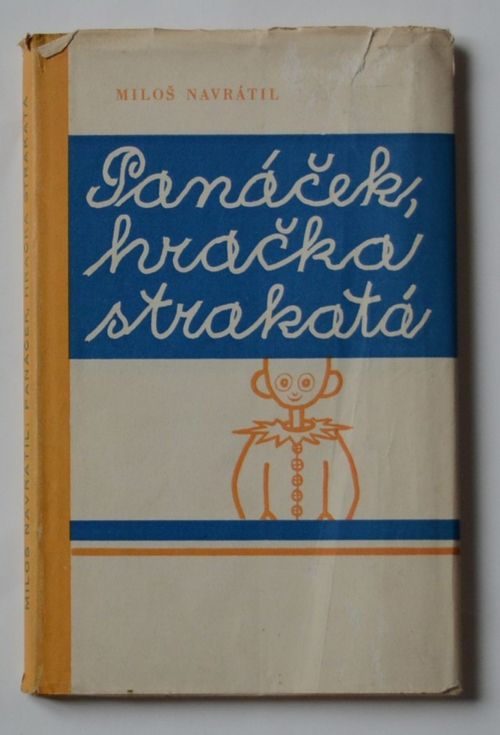 MILOŠ NAVRÁTIL
Panáček,
hračka
strakatá
MILOŠ NAVRÁTIL: PANÁČEK, HRAČKA STRAKATÁ